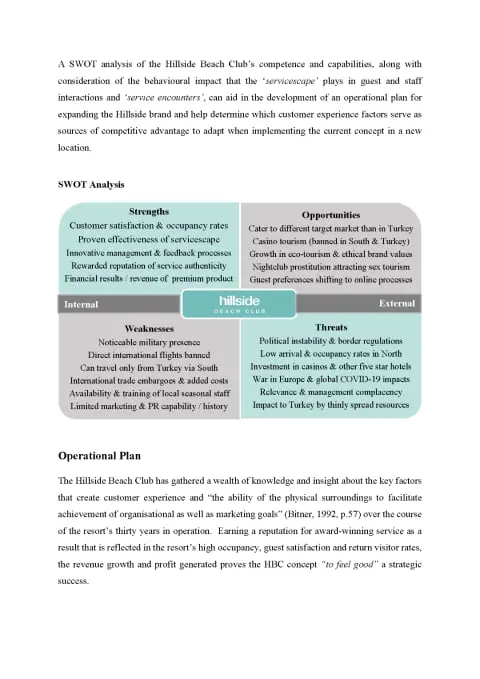 A SWOT analysis of the Hillside Beach Club's competence and capabilities, along with
consideration of the behavioural impact that the 'servicescape' plays in guest and staff
interactions and 'service encounters', can aid in the development of an operational plan for
expanding the Hillside brand and help determine which customer experience factors serve as
sources of competitive advantage to adapt when implementing the current concept in a new
location.
SWOT Analysis
Strengths
Customer satisfaction & occupancy rates
Proven effectiveness of servicescape
Innovative management & feedback processes
Rewarded reputation of service authenticity
Financial results / revenue of premium product
Opportunities
Cater to different target market than in Turkey
Casino tourism (banned in South & Turkey)
Growth in eco-tourism & ethical brand values
Nightclub prostitution attracting sex tourism
Guest preferences shifting to online processes
Internal
hillside
BEACH CLUB
External
Weaknesses
Noticeable military presence
Direct international flights banned
Can travel only from Turkey via South
International trade embargoes & added costs
Availability & training of local seasonal staff
Limited marketing & PR capability / history
Threats
Political instability & border regulations
Low arrival & occupancy rates in North
Investment in casinos & other five star hotels
War in Europe & global COVID-19 impacts
Relevance & management complacency
Impact to Turkey by thinly spread resources
Operational Plan
The Hillside Beach Club has gathered a wealth of knowledge and insight about the key factors
that create customer experience and "the ability of the physical surroundings to facilitate
achievement of organisational as well as marketing goals" (Bitner, 1992, p.57) over the course
of the resort's thirty years in operation. Earning a reputation for award-winning service as a
result that is reflected in the resort's high occupancy, guest satisfaction and return visitor rates,
the revenue growth and profit generated proves the HBC concept "to feel good" a strategic
success.